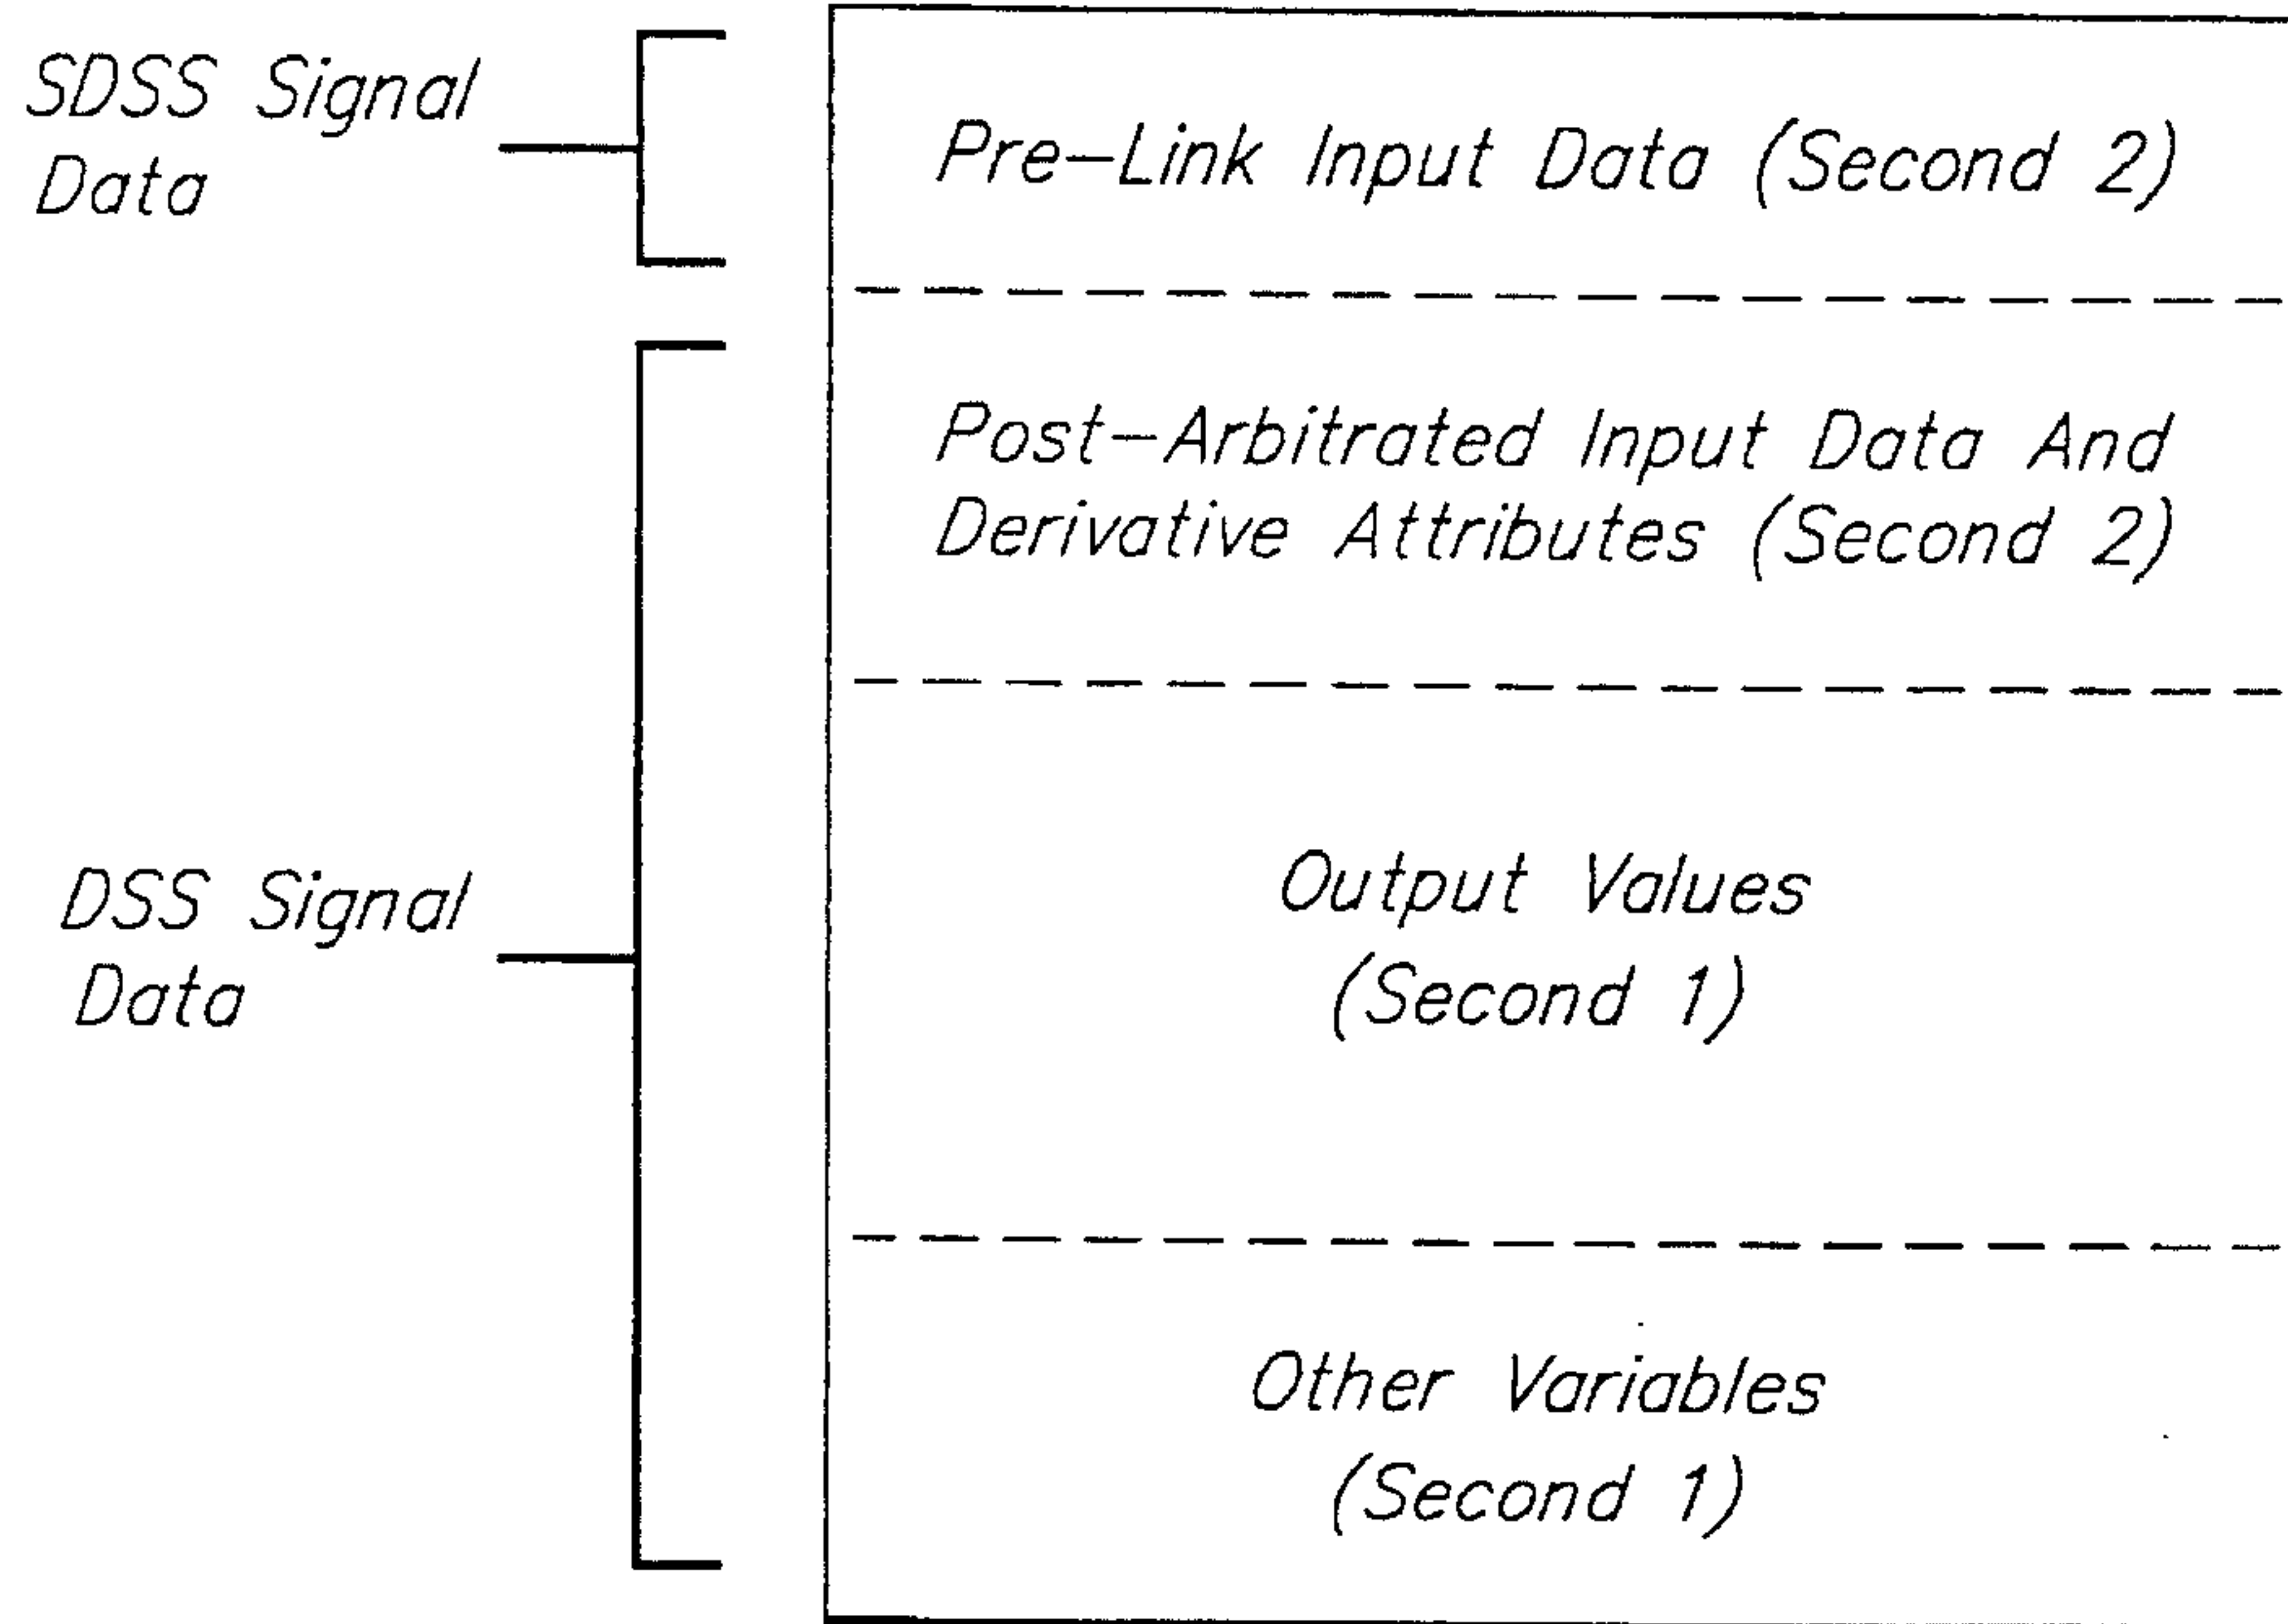 SDSS Signal
Data
Pre-Link Input Data (Second 2)
Post-Arbitrated Input Data And
Derivative Attributes (Second 2)
DSS Signal
Data
Output Values
(Second 1)
Other Variables
(Second 1)